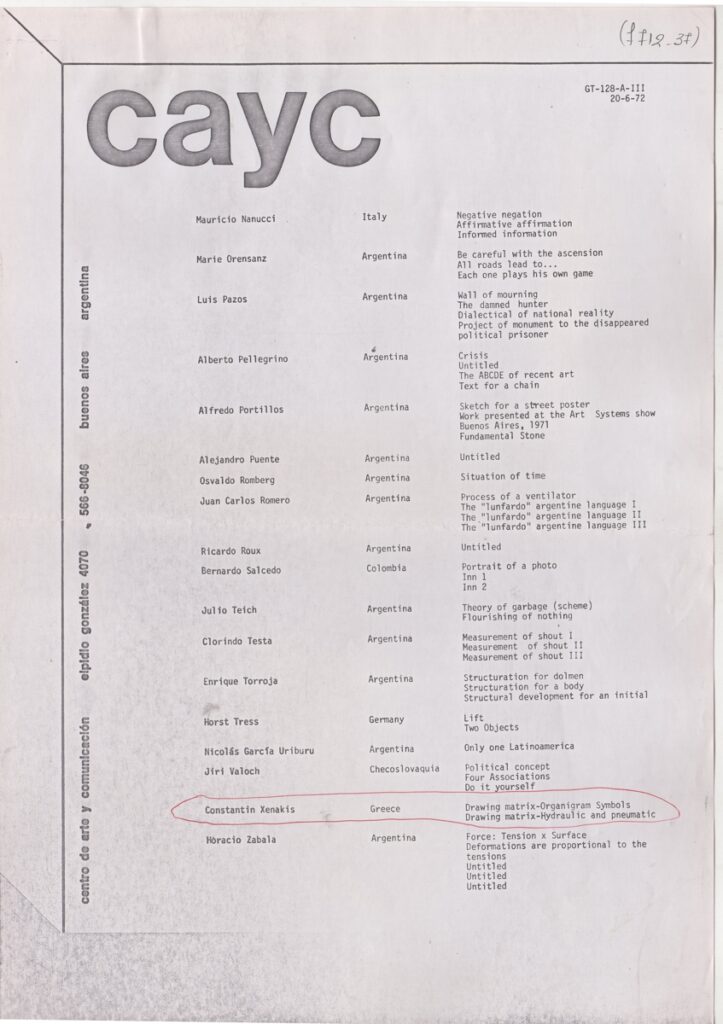 GT-128-A-III
20-6-72
cayc
centro de arte y comunicación elpidio gonzález 4070 , 566-8046 buenos aires argentina
Mauricio Nanucci Italy Negative negation
Affirmative affirmation
Informed information
Marie Orensanz Argentina Be careful with the ascension
All roads lead to...
Each one plays his own game
Luis Pazos Argentina Wall of mourning
The damned hunter
Dialectical of national reality
Project of monument to the disappeared
political prisoner
Alberto Pellegrino Argentina Crisis
Untitled
The ABCDE of recent art
Text for a chain
Alfredo Portillos Argentina Sketch for a street poster
Work presented at the Art Systems show
Buenos Aires, 1971
Fundamental Stone
Alejandro Puente Argentina Untitled
Osvaldo Romberg Argentina Situation of time
Juan Carlos Romero Argentina Process of a ventilator
The "lunfardo" argentine language I
The "lunfardo" argentine language II
The "lunfardo" argentine language III
Ricardo Roux Argentina Untitled
Bernardo Salcedo Colombia Portrait of a photo
Inn 1
Inn 2
Julio Teich Argentina Theory of garbage (scheme)
Flourishing of nothing
Clorindo Testa Argentina Measurement of shout I
Measurement of shout II
Measurement of shout III
Enrique Torroja Argentina Structuration for dolmen
Structuration for a body
Structural development for an initial
Horst Tress Germany Lift
Two Objects
Nicolás García Uriburu Argentina Only one Latinoamerica
Jiri Valoch Checoslovaquia Political concept
Four Associations
Do it yourself
Constantin Xenakis Greece Drawing matrix-Organigram Symbols
Drawing matrix-Hydraulic and pneumatic
Horacio Zabala Argentina Force: Tension x Surface
Deformations are proportional to the
tensions
Untitled
Untitled
Untitled